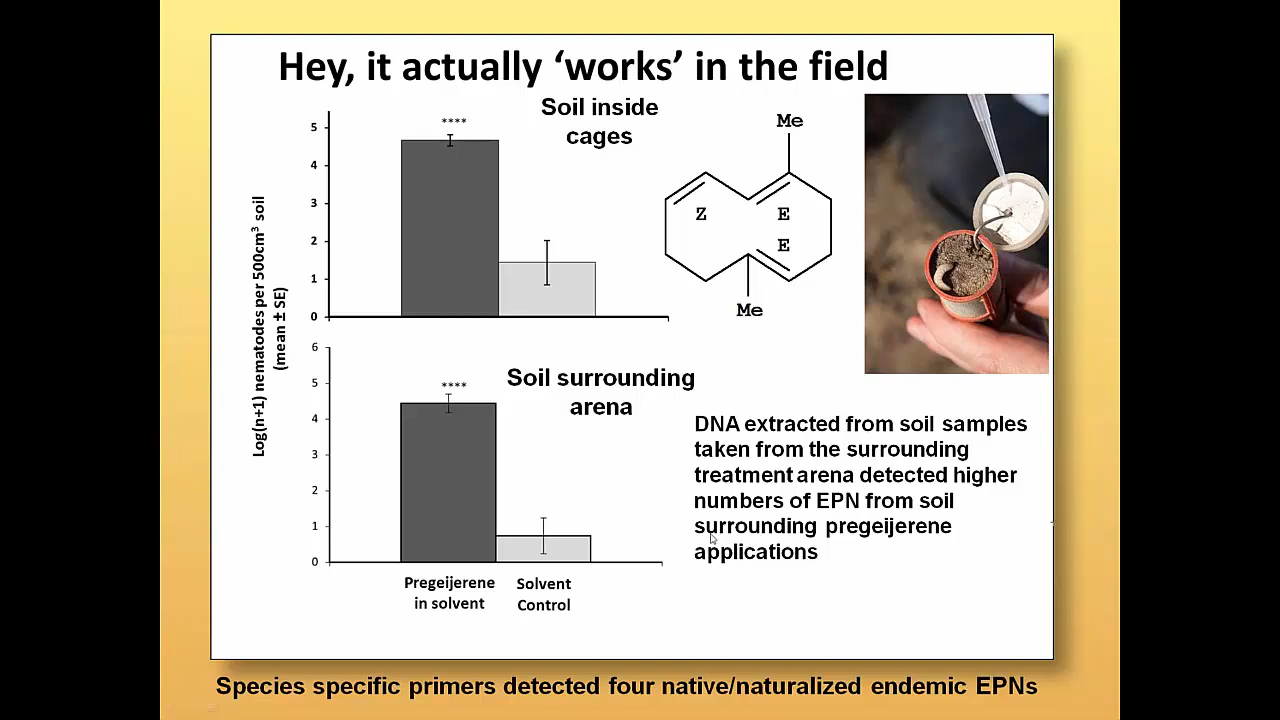 Hey, it actually ‘works’ in the field
Soil inside
cages
Log(n+1) nematodes per 500cm³ soil
(mean ± SE)
5
4
3
2
1
0
****
Me
Z
E
E
Me
6
5
4
3
2
1
0
****
Soil surrounding
arena
Pregeijerene
in solvent
Solvent
Control
DNA extracted from soil samples
taken from the surrounding
treatment arena detected higher
numbers of EPN from soil
surrounding pregeijerene
applications
Species specific primers detected four native/naturalized endemic EPNs